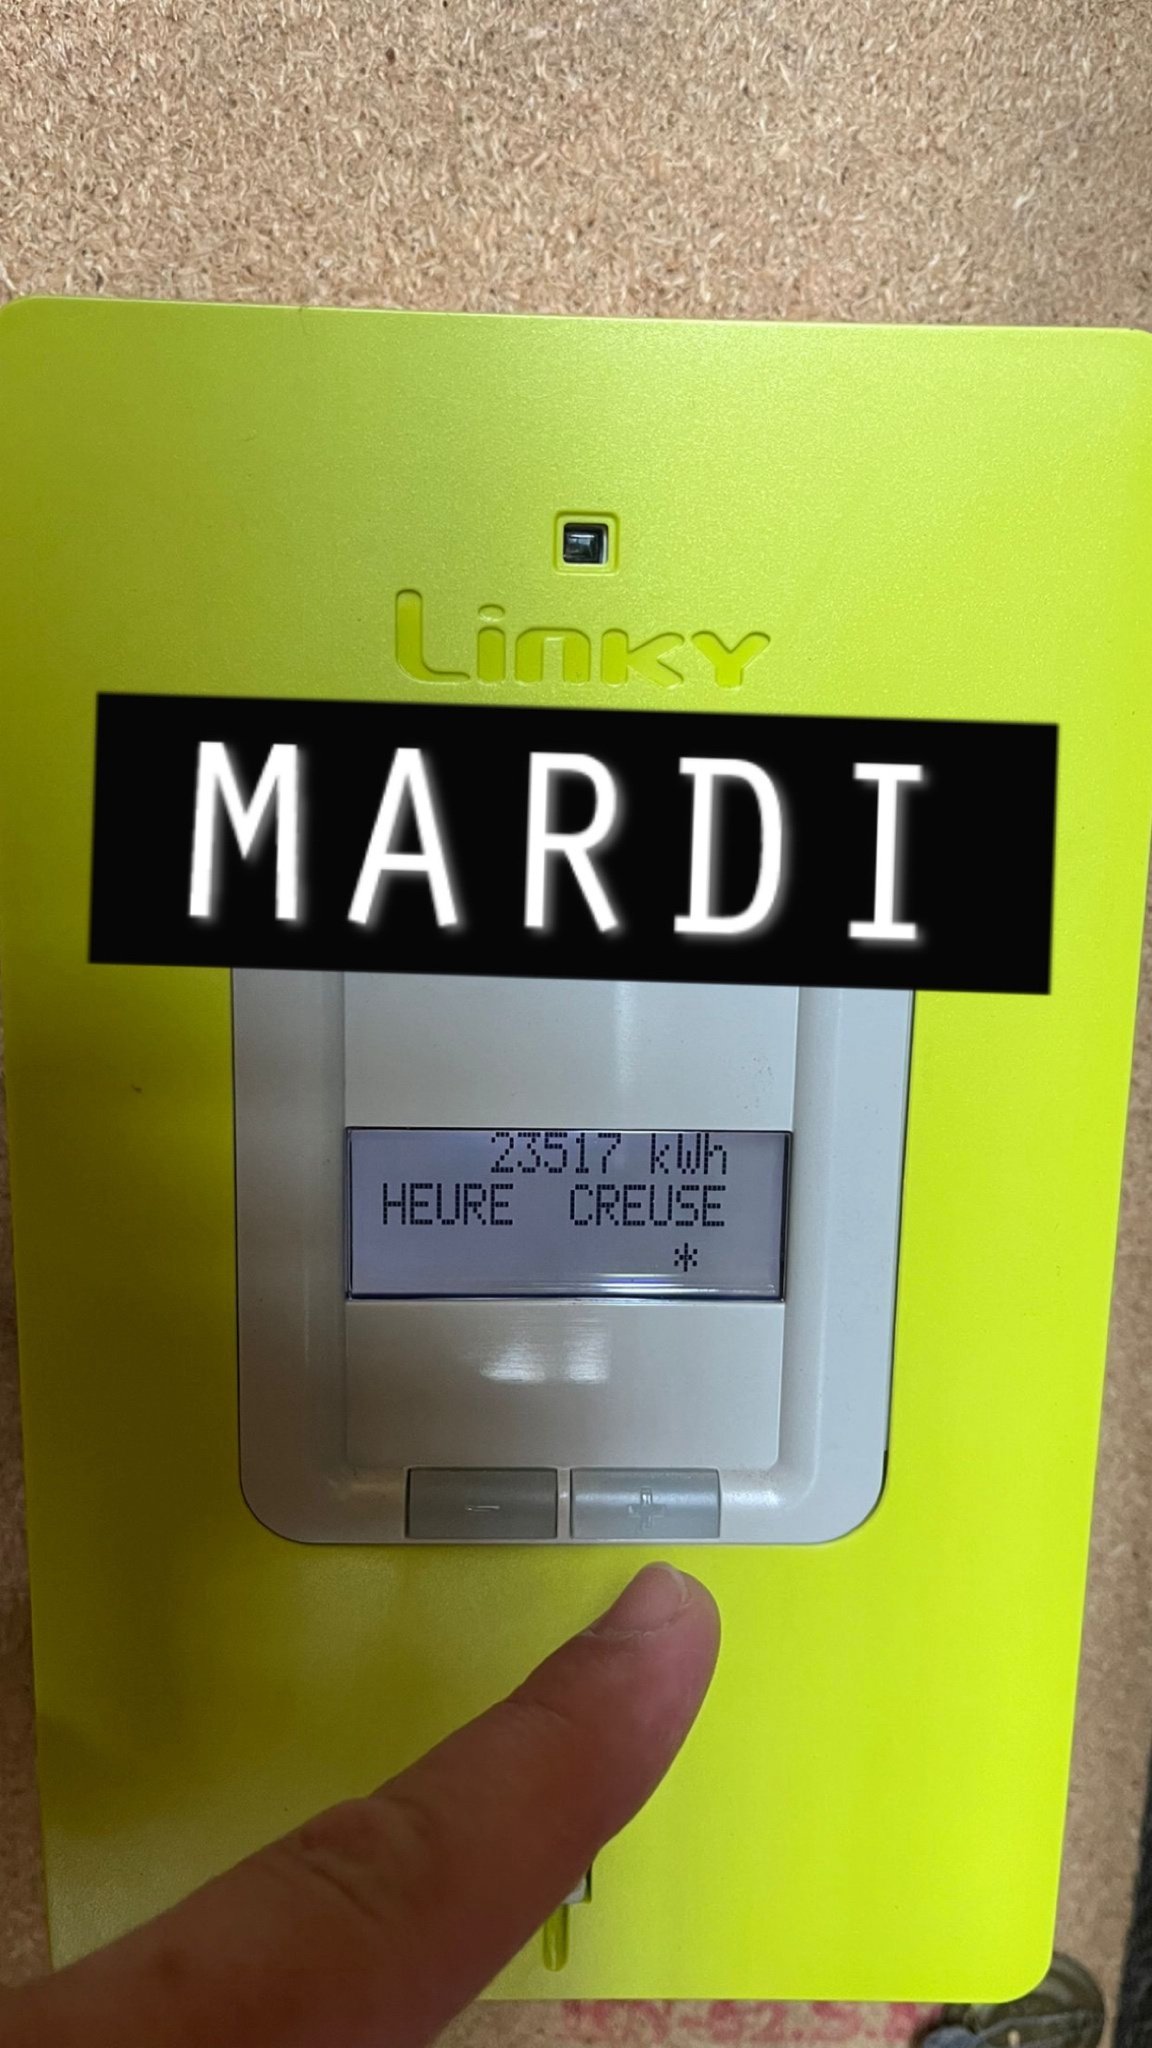 Linky
MARDI
23517 kWh
HEURE CREUSE
*
- +